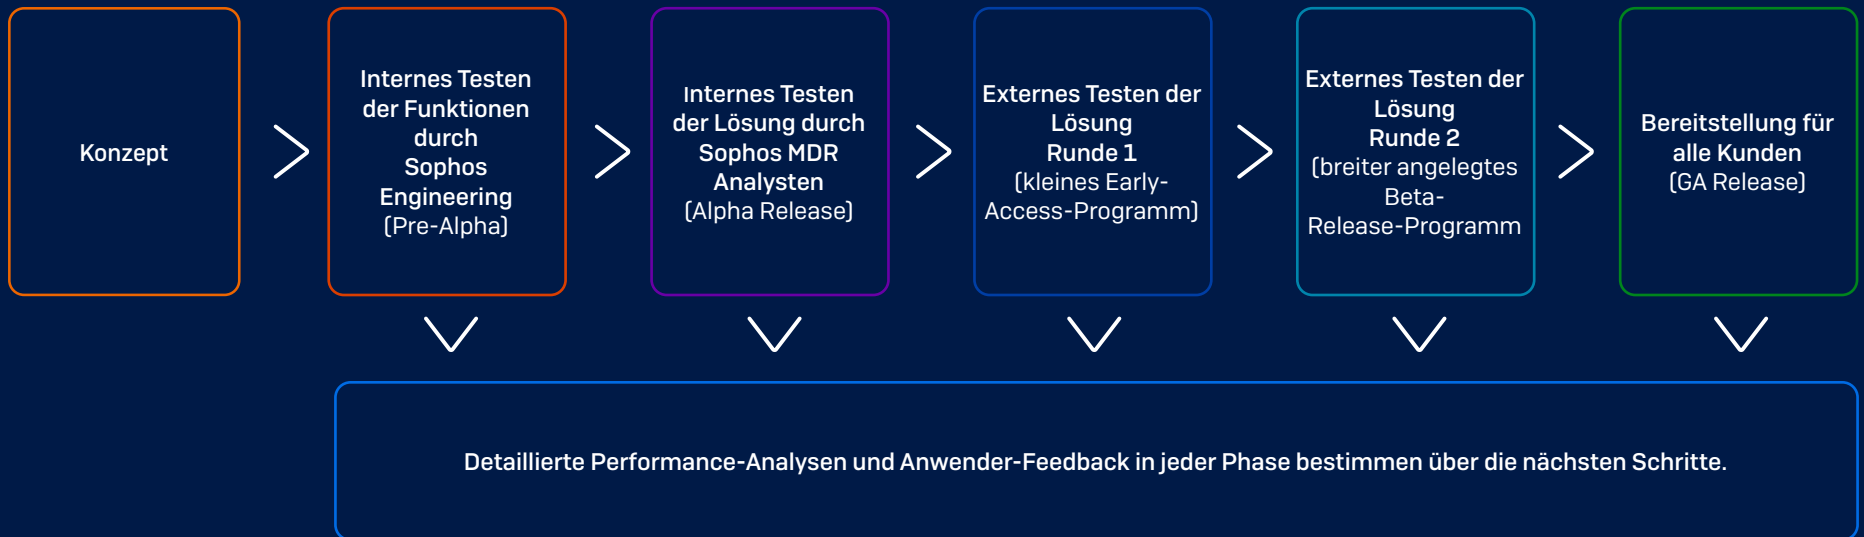 Konzept
Internes Testen
der Funktionen
durch
Sophos
Engineering
(Pre-Alpha)
Internes Testen
der Lösung durch
Sophos MDR
Analysten
(Alpha Release)
Externes Testen der
Lösung
Runde 1
(kleines Early-
Access-Programm)
Externes Testen der
Lösung
Runde 2
(breiter angelegtes
Beta-
Release-Programm
Bereitstellung für
alle Kunden
(GA Release)
Detaillierte Performance-Analysen und Anwender-Feedback in jeder Phase bestimmen über die nächsten Schritte.